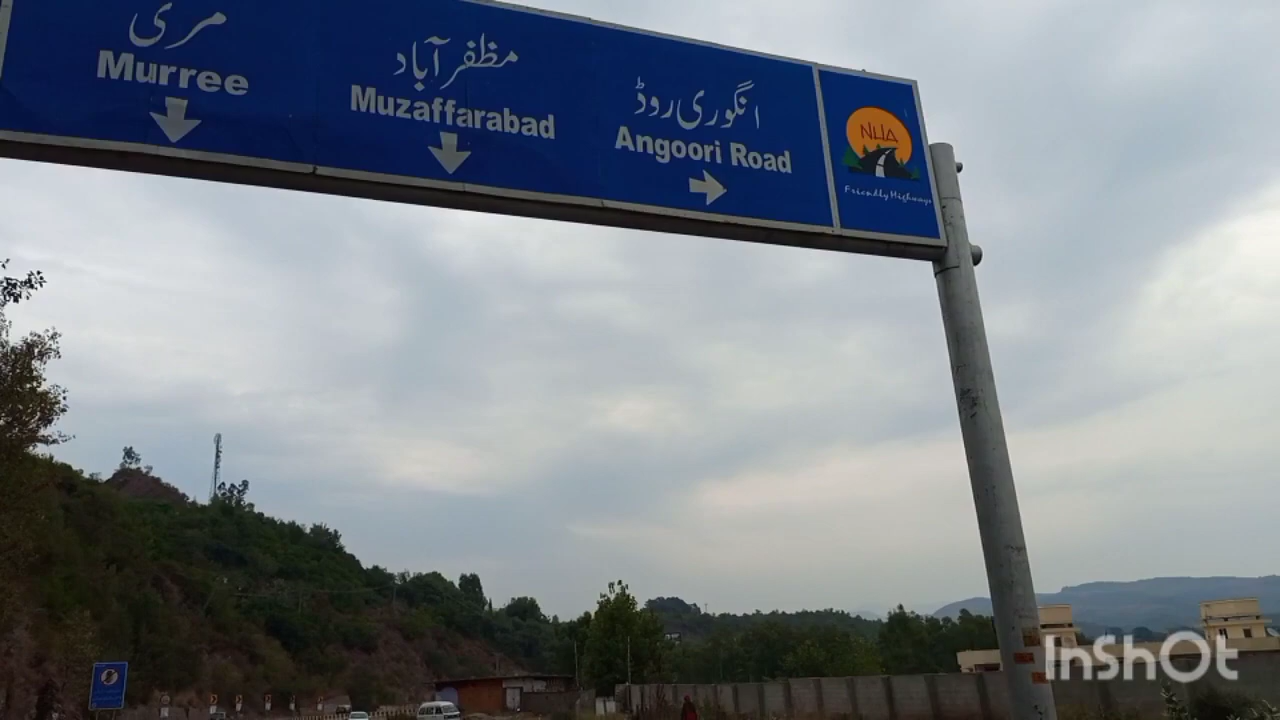 مری
Murree
مظفر آباد
Muzaffarabad
انگوری روڈ
Angoori Road
NHA
Friendly Highways
InShOt